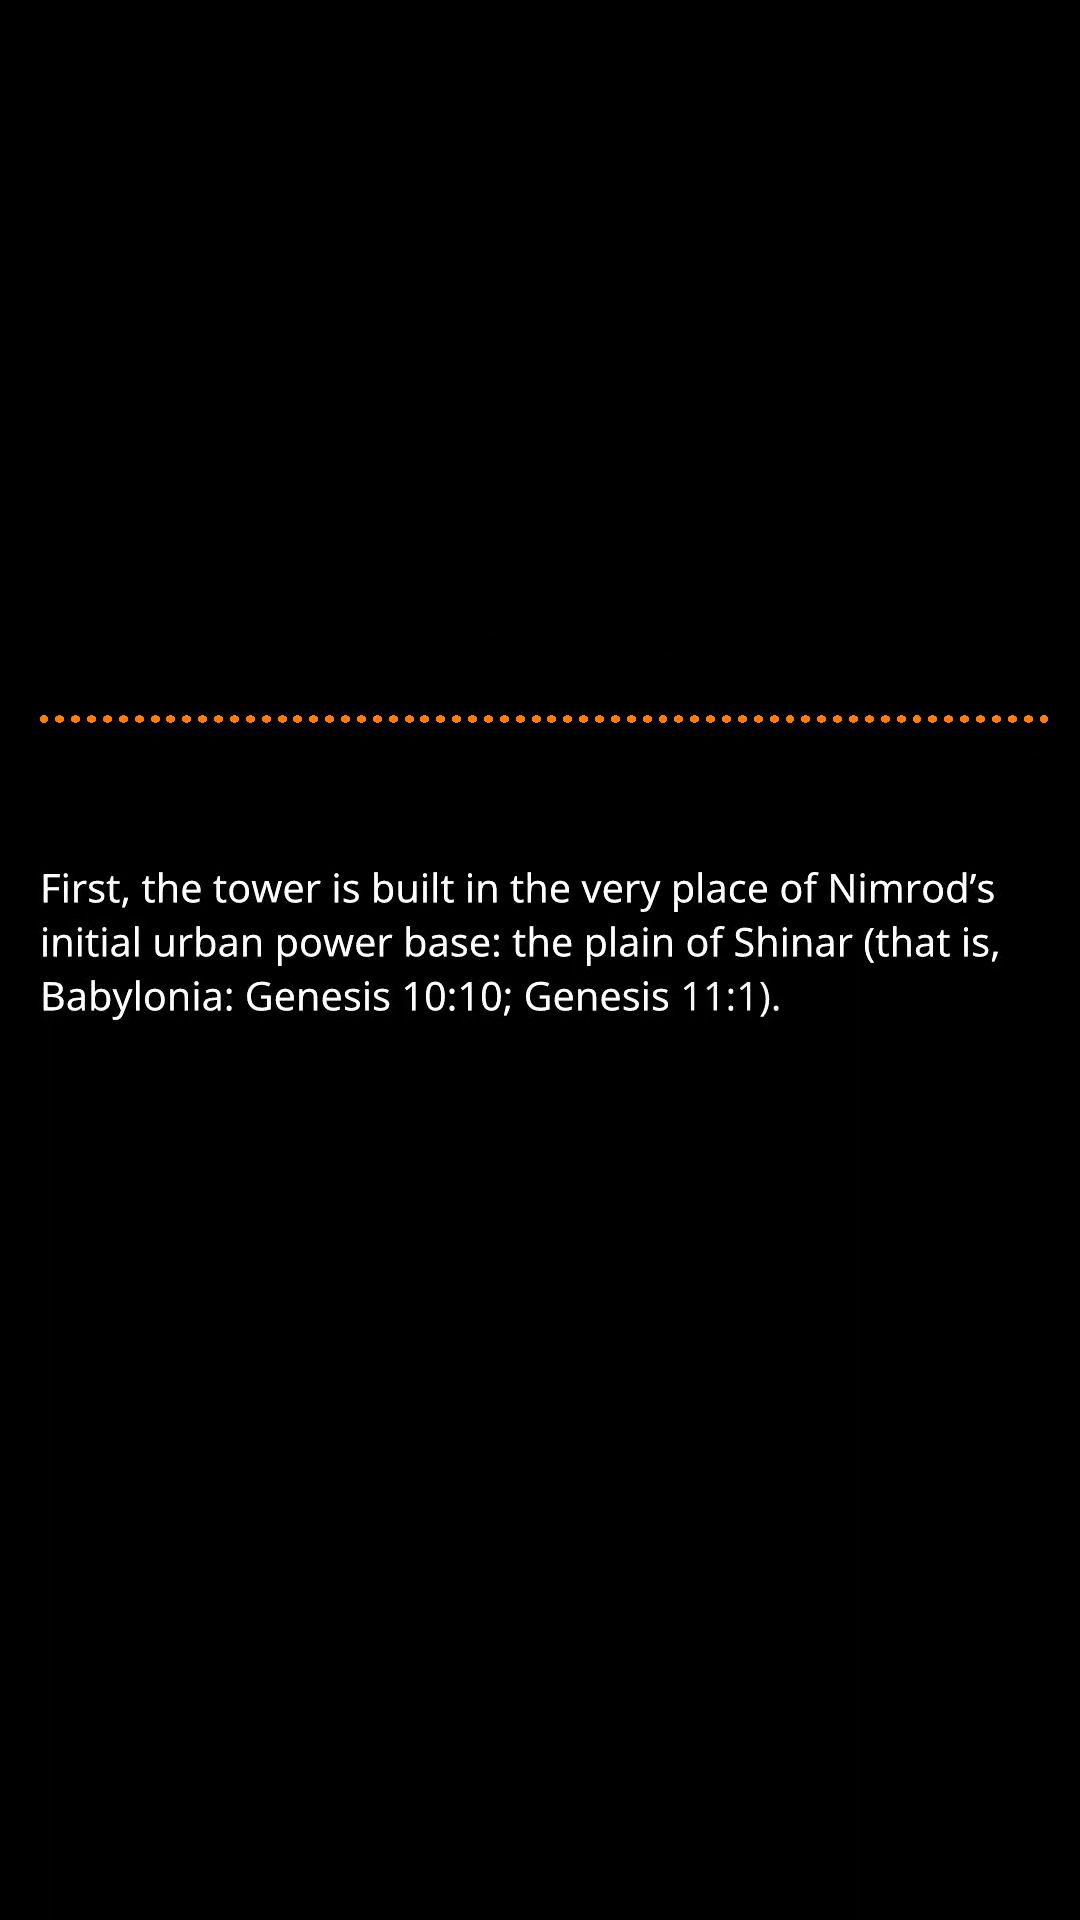 First, the tower is built in the very place of Nimrod’s
initial urban power base: the plain of Shinar (that is,
Babylonia: Genesis 10:10; Genesis 11:1).